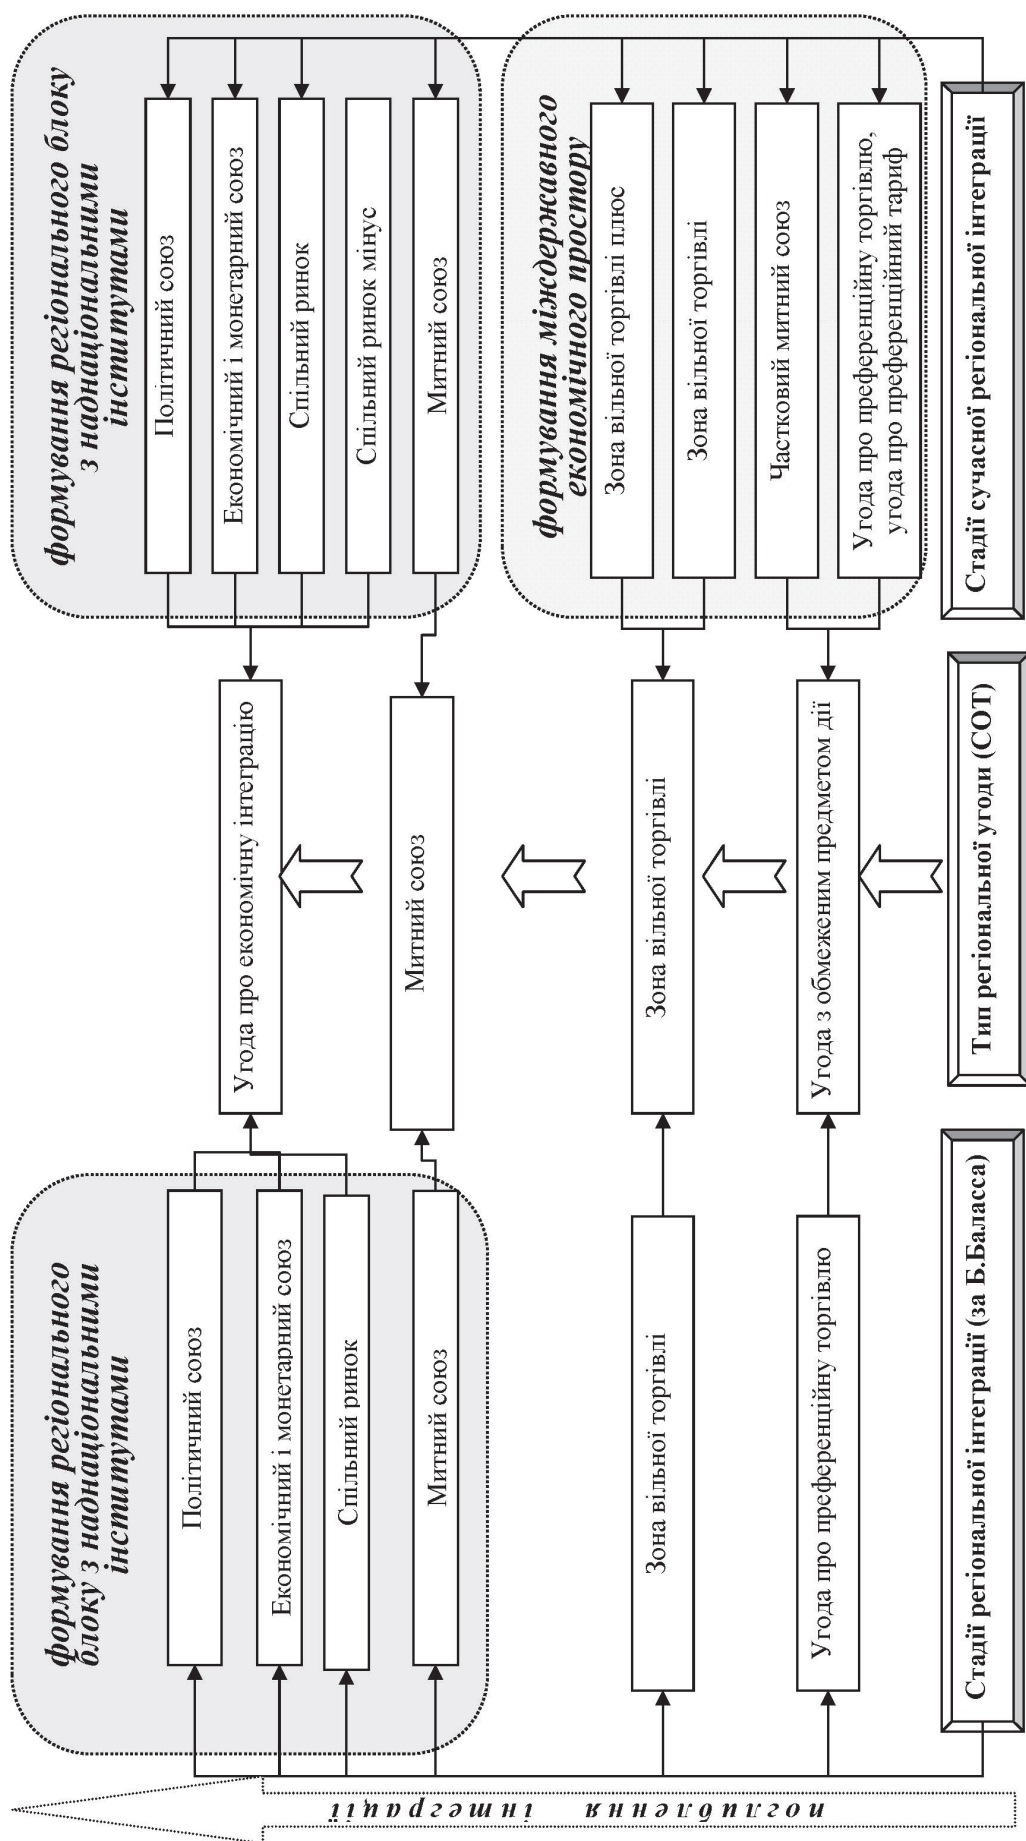 поглиблення інтеграції
формування регіонального
блоку з наднаціональними
інститутами
Політичний союз
Економічний і монетарний союз
Спільний ринок
Митний союз
Зона вільної торгівлі
Угода про преференційну торгівлю
Стадії регіональної інтеграції (за Б.Баласса)
Угода про економічну інтеграцію
Митний союз
Зона вільної торгівлі
Угода з обмеженим предметом дії
Тип регіональної угоди (СОТ)
формування регіонального блоку
з наднаціональними
інститутами
Політичний союз
Економічний і монетарний союз
Спільний ринок
Спільний ринок мінус
Митний союз
формування міждержавного
економічного простору
Зона вільної торгівлі плюс
Зона вільної торгівлі
Частковий митний союз
Угода про преференційну торгівлю,
угода про преференційний тариф
Стадії сучасної регіональної інтеграції